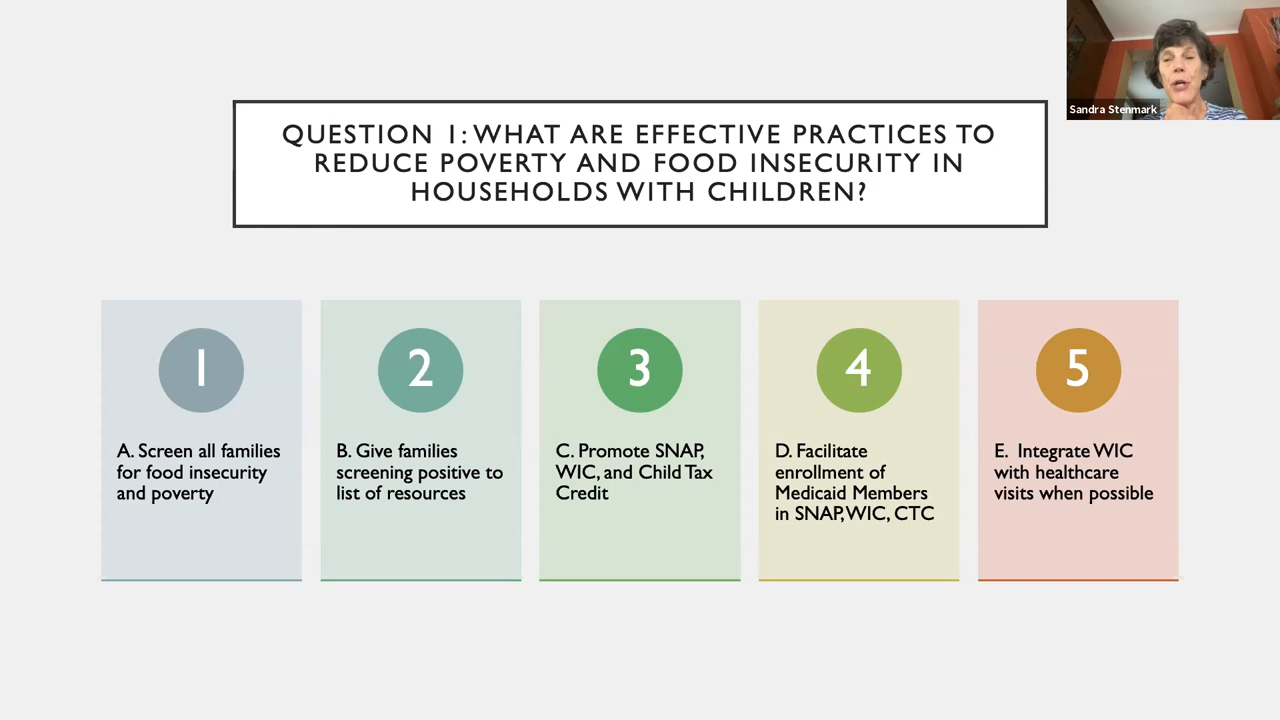 Sandra Stenmark
QUESTION 1: WHAT ARE EFFECTIVE PRACTICES TO
REDUCE POVERTY AND FOOD INSECURITY IN
HOUSEHOLDS WITH CHILDREN?
1
A. Screen all families
for food insecurity
and poverty
2
B. Give families
screening positive to
list of resources
3
C. Promote SNAP,
WIC, and Child Tax
Credit
4
D. Facilitate
enrollment of
Medicaid Members
in SNAP, WIC, CTC
5
E. Integrate WIC
with healthcare
visits when possible